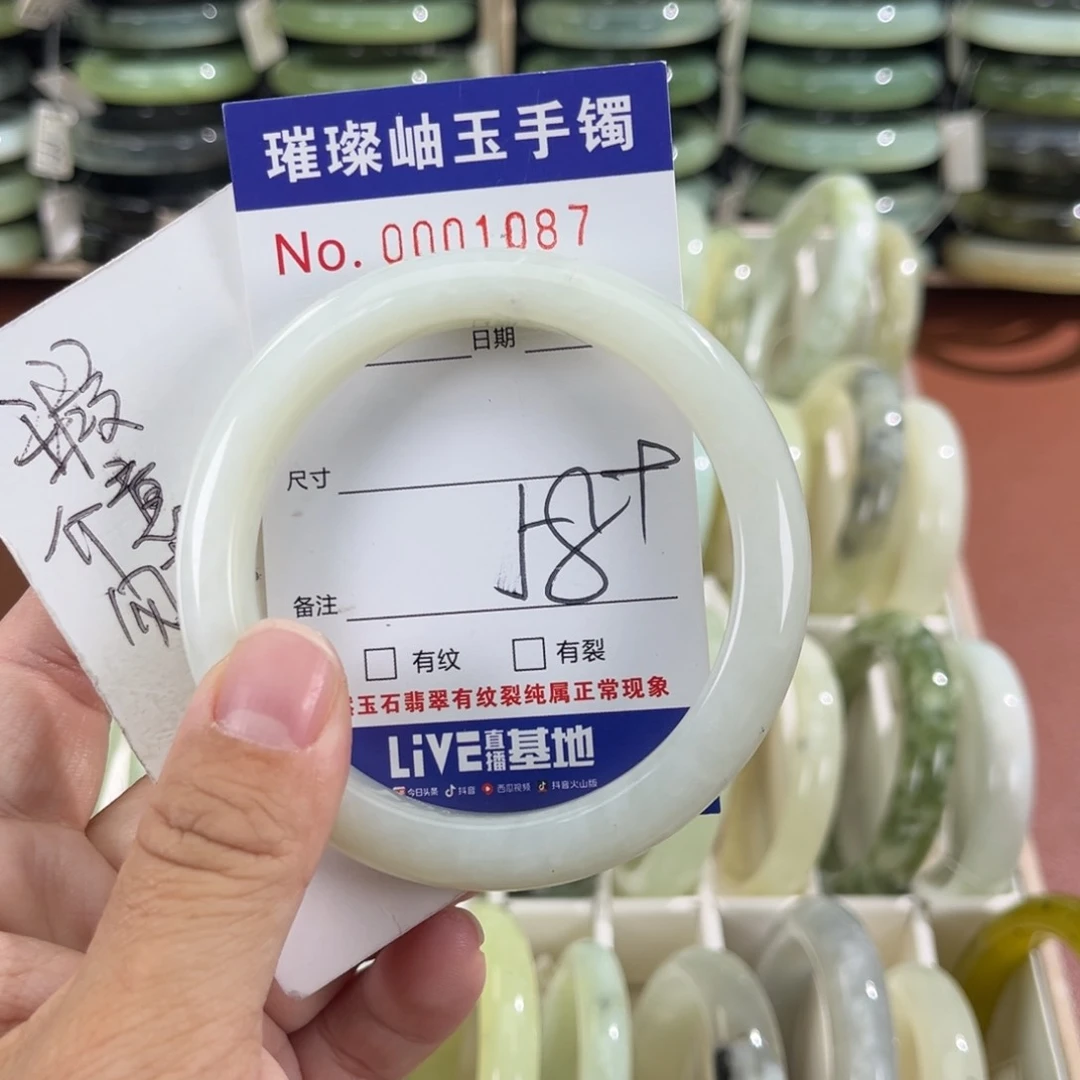 璀璨岫玉手镯
No. 0001087
日期
尺寸
18
备注
有纹
有裂
玉石翡翠有纹裂纯属正常现象
LiVE直播基地
今日头条 抖音 西瓜视频 抖音火山版